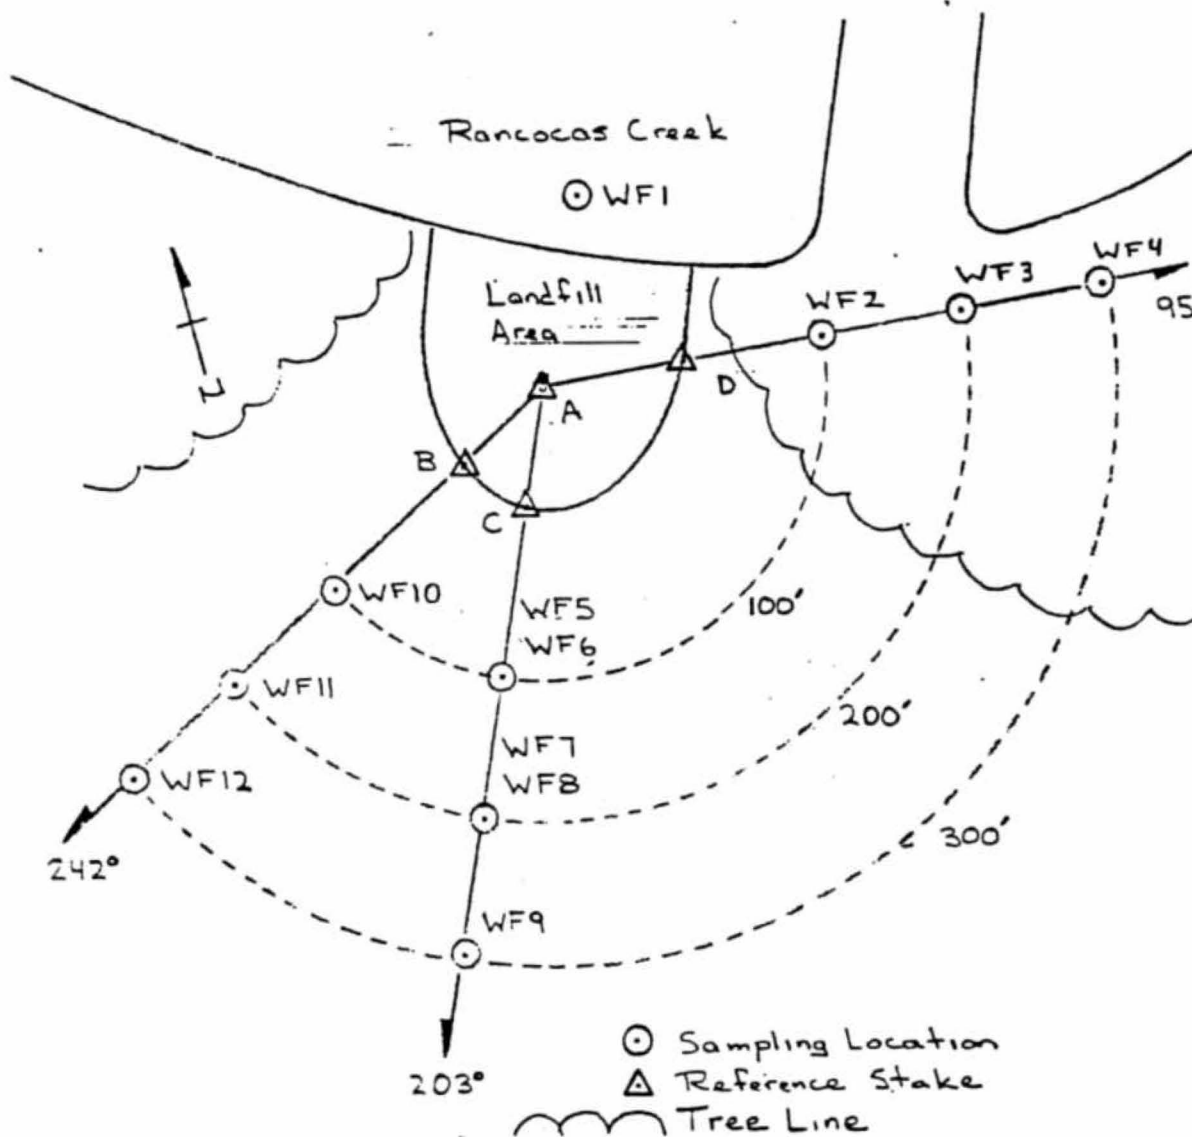 Rancocas Creek
WF1
WF4
WF3
WF2
95
Landfill
Area
N
D
A
B
C
WF10
WF5
WF6
100'
WF11
WF7
WF8
200'
WF12
300'
242°
WF9
203°
Sampling Location
Reference Stake
Tree Line